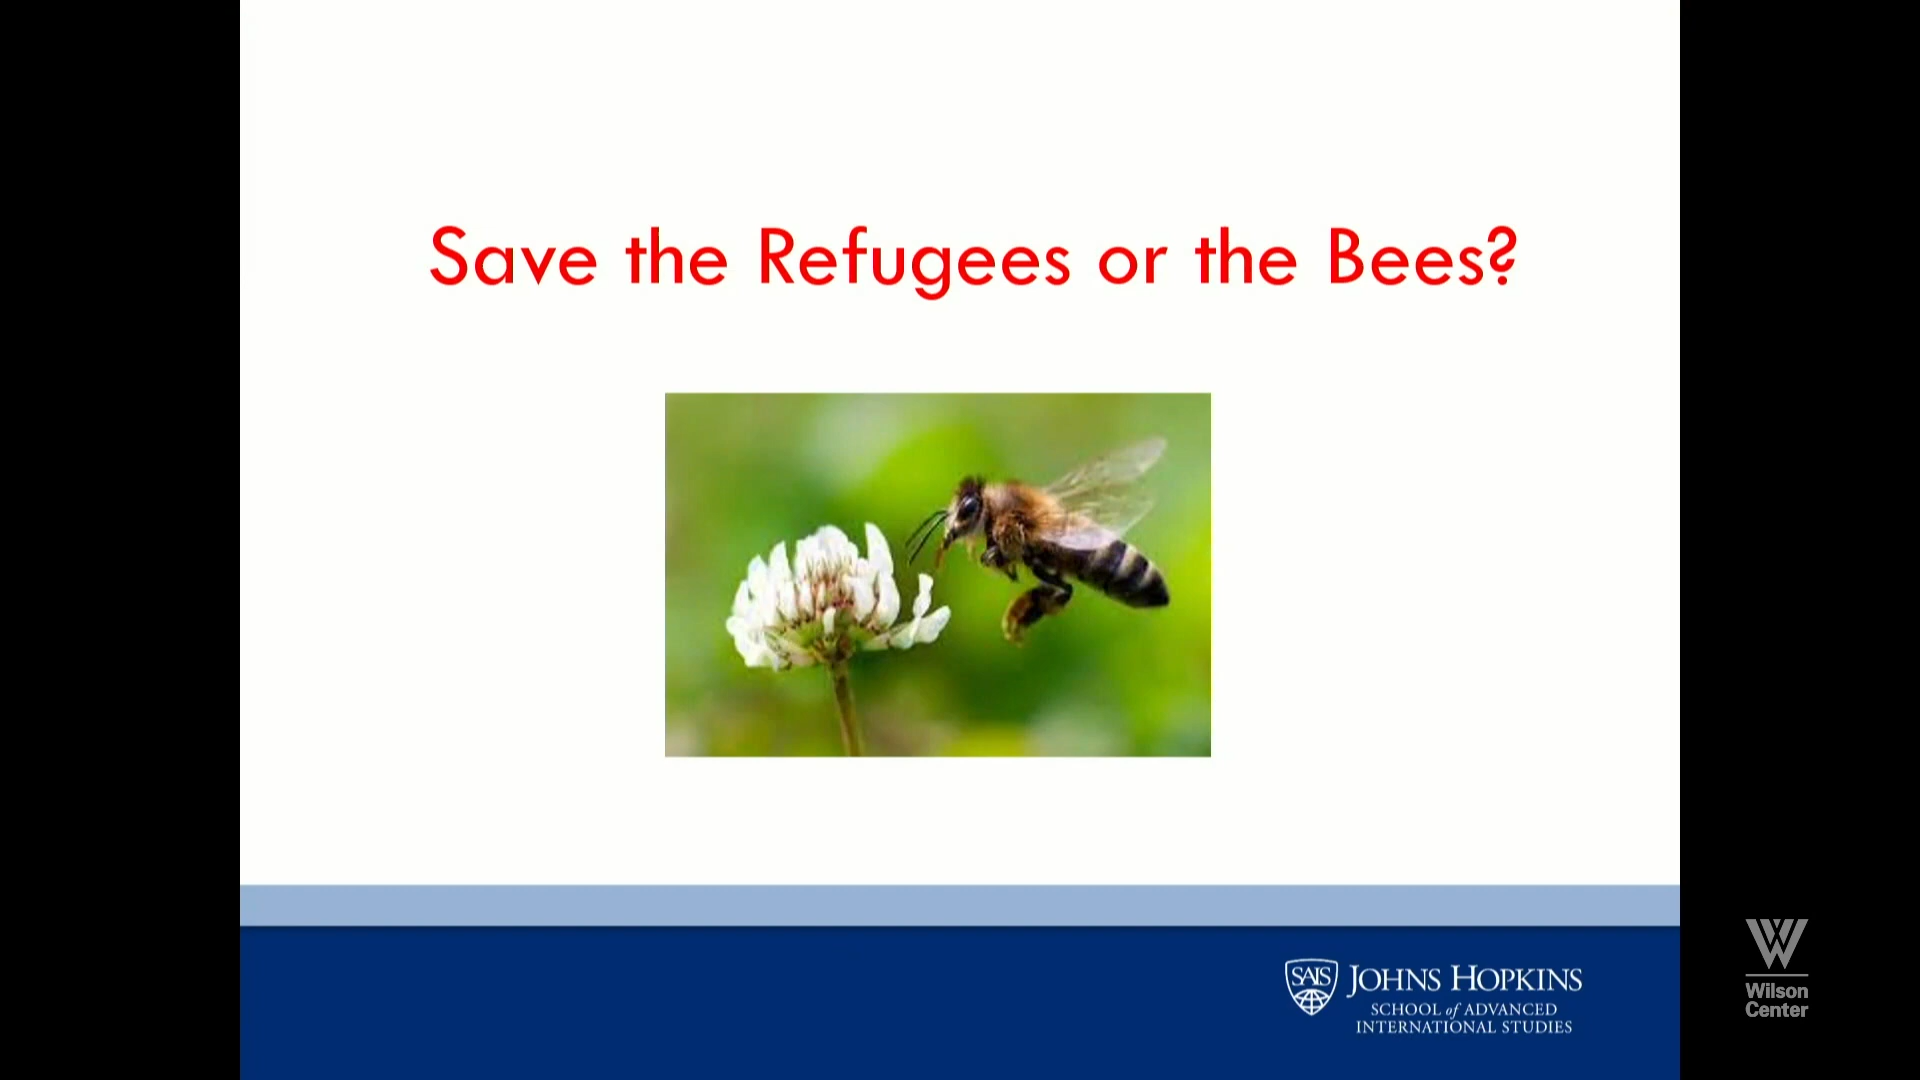 Save the Refugees or the Bees?
SAIS
JOHNS HOPKINS
SCHOOL of ADVANCED
INTERNATIONAL STUDIES
W
Wilson
Center